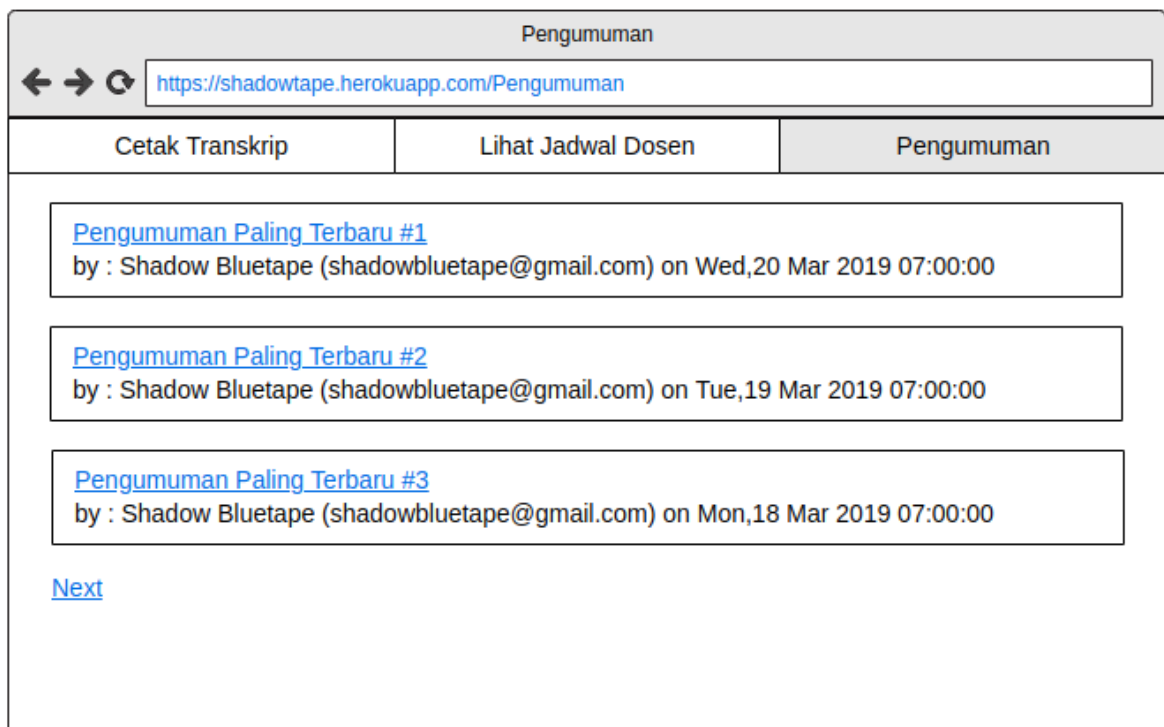 Pengumuman
https://shadowtape.herokuapp.com/Pengumuman
Cetak Transkrip Lihat Jadwal Dosen Pengumuman
Pengumuman Paling Terbaru #1
by : Shadow Bluetape (shadowbluetape@gmail.com) on Wed,20 Mar 2019 07:00:00
Pengumuman Paling Terbaru #2
by : Shadow Bluetape (shadowbluetape@gmail.com) on Tue,19 Mar 2019 07:00:00
Pengumuman Paling Terbaru #3
by : Shadow Bluetape (shadowbluetape@gmail.com) on Mon,18 Mar 2019 07:00:00
Next